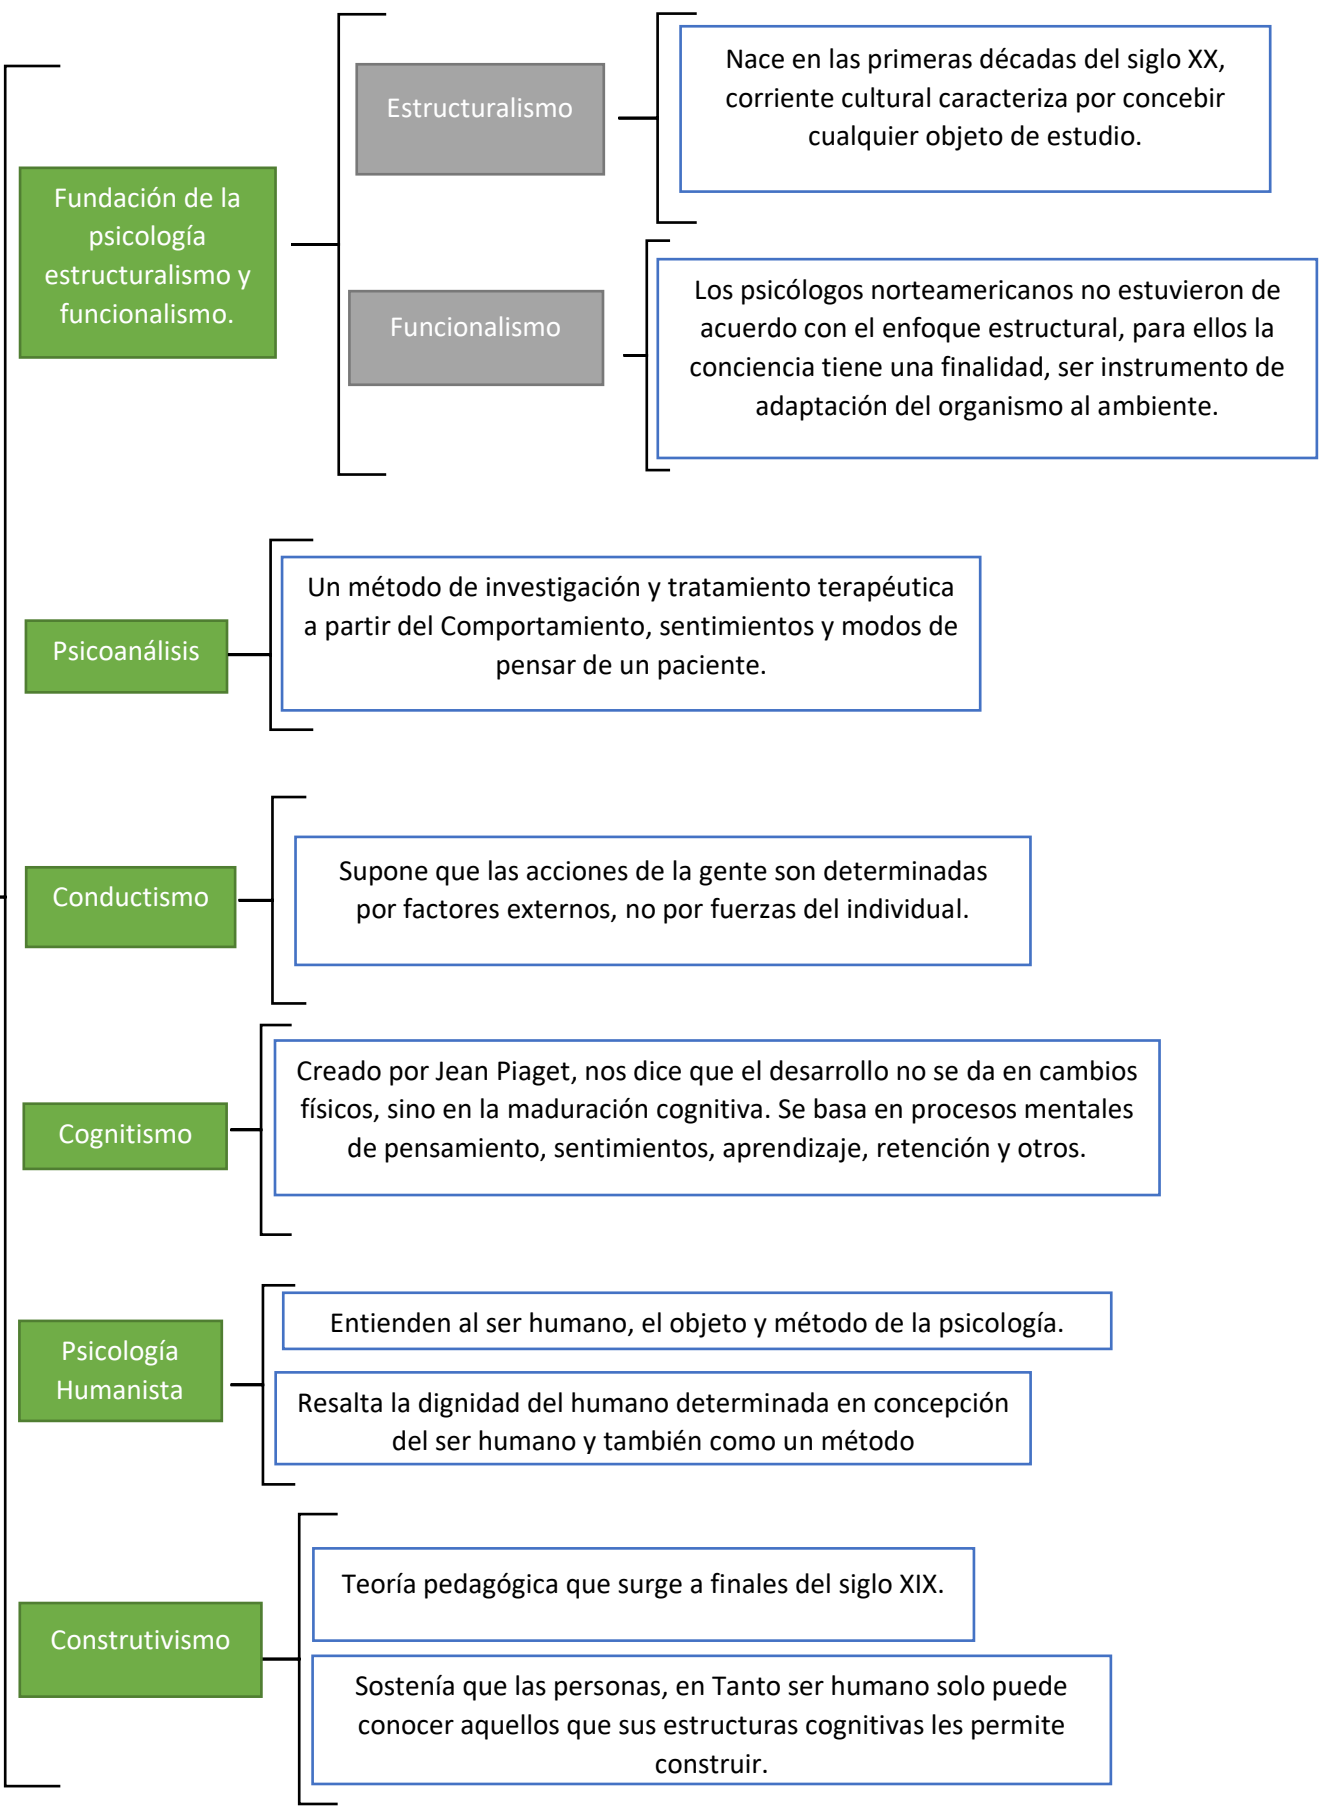 Fundación de la
psicología
estructuralismo y
funcionalismo.
Estructuralismo
Nace en las primeras décadas del siglo XX,
corriente cultural caracteriza por concebir
cualquier objeto de estudio.
Funcionalismo
Los psicólogos norteamericanos no estuvieron de
acuerdo con el enfoque estructural, para ellos la
conciencia tiene una finalidad, ser instrumento de
adaptación del organismo al ambiente.
Psicoanálisis
Un método de investigación y tratamiento terapéutica
a partir del Comportamiento, sentimientos y modos de
pensar de un paciente.
Conductismo
Supone que las acciones de la gente son determinadas
por factores externos, no por fuerzas del individual.
Cognitismo
Creado por Jean Piaget, nos dice que el desarrollo no se da en cambios
físicos, sino en la maduración cognitiva. Se basa en procesos mentales
de pensamiento, sentimientos, aprendizaje, retención y otros.
Psicología
Humanista
Entienden al ser humano, el objeto y método de la psicología.
Resalta la dignidad del humano determinada en concepción
del ser humano y también como un método
Construtivismo
Teoría pedagógica que surge a finales del siglo XIX.
Sostenía que las personas, en Tanto ser humano solo puede
conocer aquellos que sus estructuras cognitivas les permite
construir.